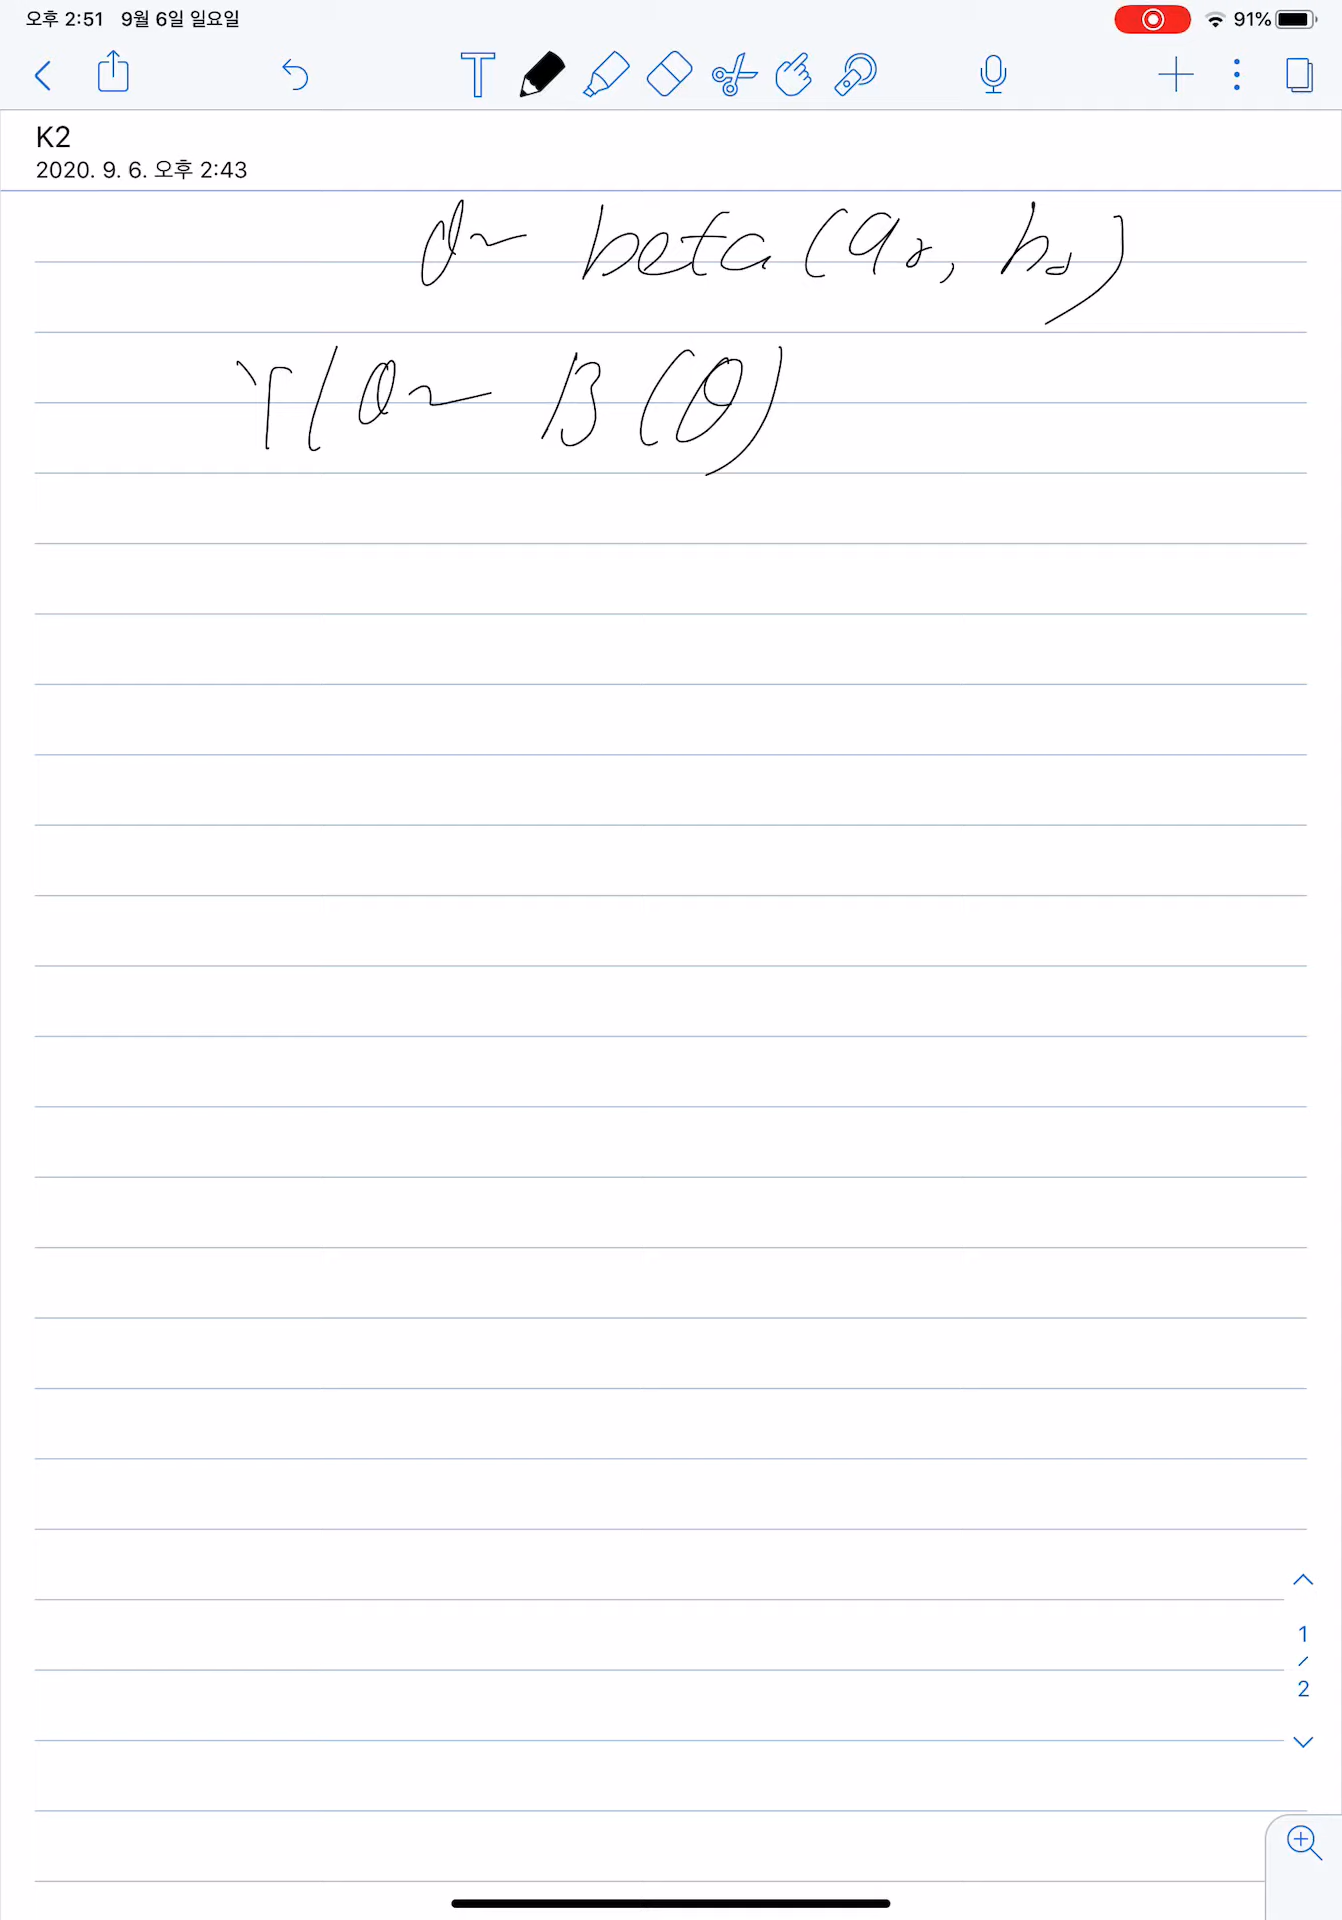 오후 2:51 9월 6일 일요일 91%
K2
2020. 9. 6. 오후 2:43
θ ~ beta (a₀, b₀)
Y | θ ~ B (θ)
1
/
2